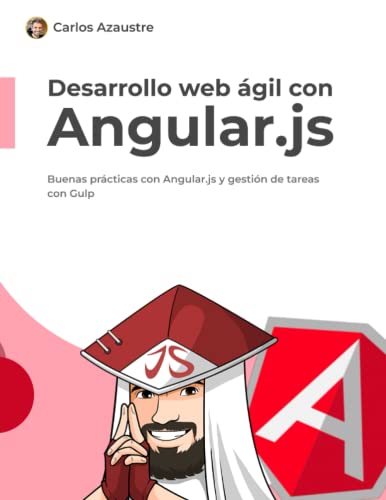 Carlos Azaustre
Desarrollo web ágil con
Angular.js
Buenas prácticas con Angular.js y gestión de tareas
con Gulp
JS
A